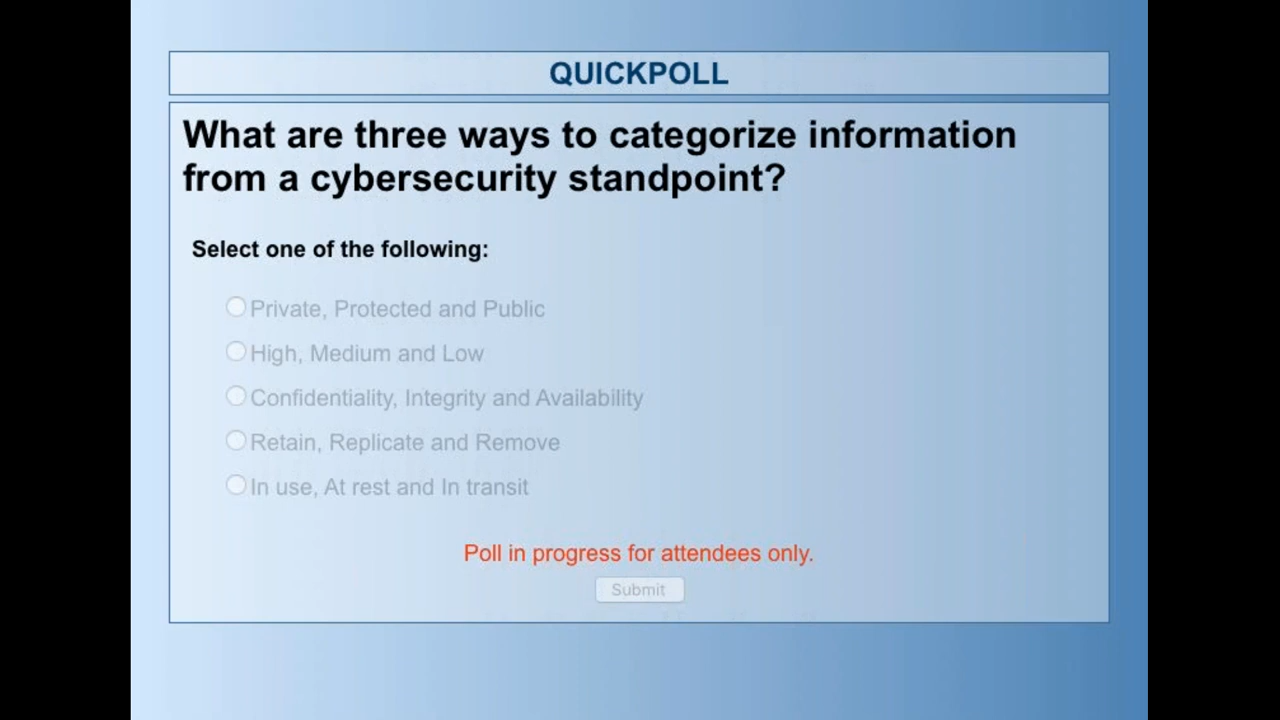 QUICKPOLL
What are three ways to categorize information
from a cybersecurity standpoint?
Select one of the following:
Private, Protected and Public
High, Medium and Low
Confidentiality, Integrity and Availability
Retain, Replicate and Remove
In use, At rest and In transit
Poll in progress for attendees only.
Submit